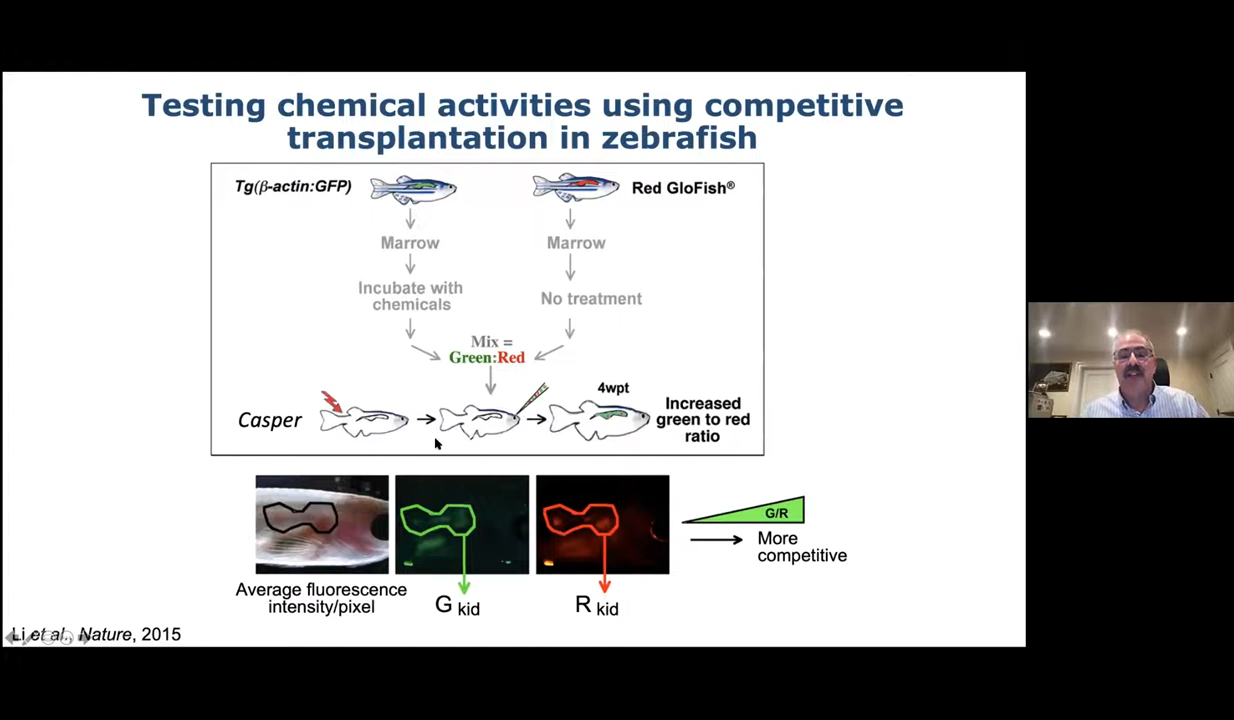 Testing chemical activities using competitive
transplantation in zebrafish
Tg(β-actin:GFP)
Red GloFish®
Marrow
Marrow
Incubate with
chemicals
No treatment
Mix =
Green:Red
Casper
4wpt
Increased
green to red
ratio
G/R
More
competitive
Average fluorescence
intensity/pixel
G kid
R kid
Li et al., Nature, 2015